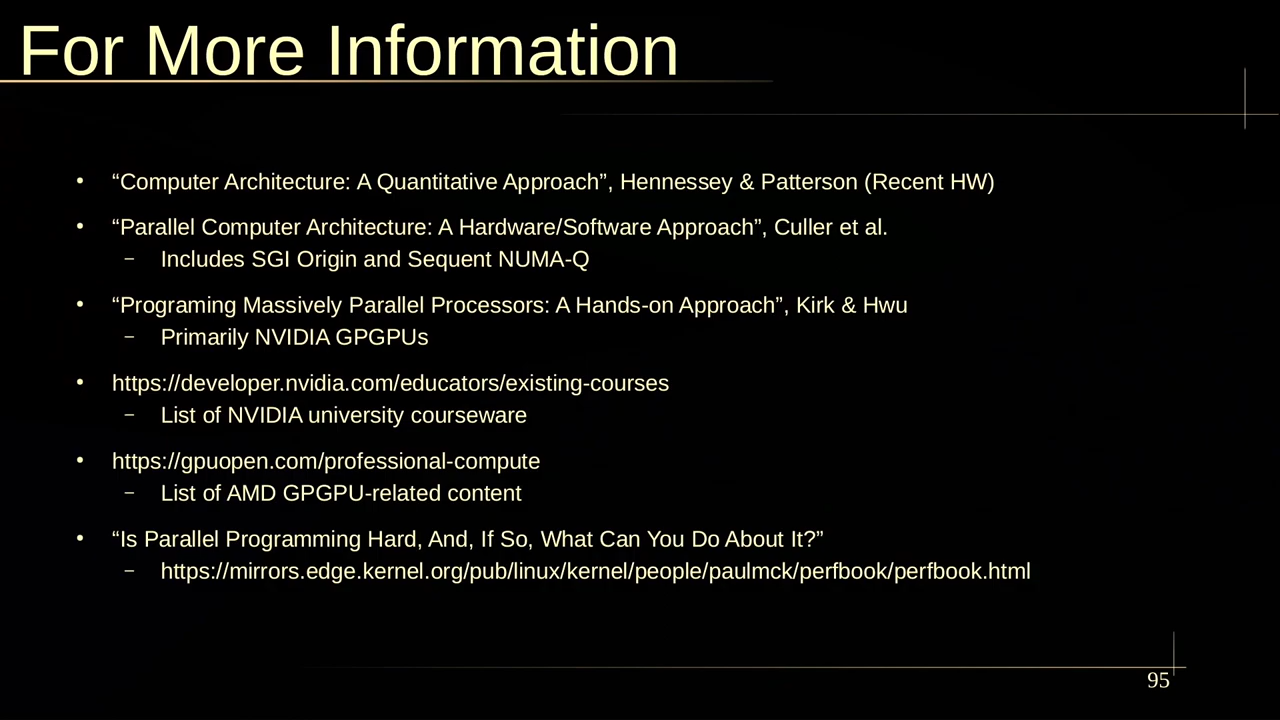 For More Information
• “Computer Architecture: A Quantitative Approach”, Hennessey & Patterson (Recent HW)
• “Parallel Computer Architecture: A Hardware/Software Approach”, Culler et al.
– Includes SGI Origin and Sequent NUMA-Q
• “Programing Massively Parallel Processors: A Hands-on Approach”, Kirk & Hwu
– Primarily NVIDIA GPGPUs
• https://developer.nvidia.com/educators/existing-courses
– List of NVIDIA university courseware
• https://gpuopen.com/professional-compute
– List of AMD GPGPU-related content
• “Is Parallel Programming Hard, And, If So, What Can You Do About It?”
– https://mirrors.edge.kernel.org/pub/linux/kernel/people/paulmck/perfbook/perfbook.html
95